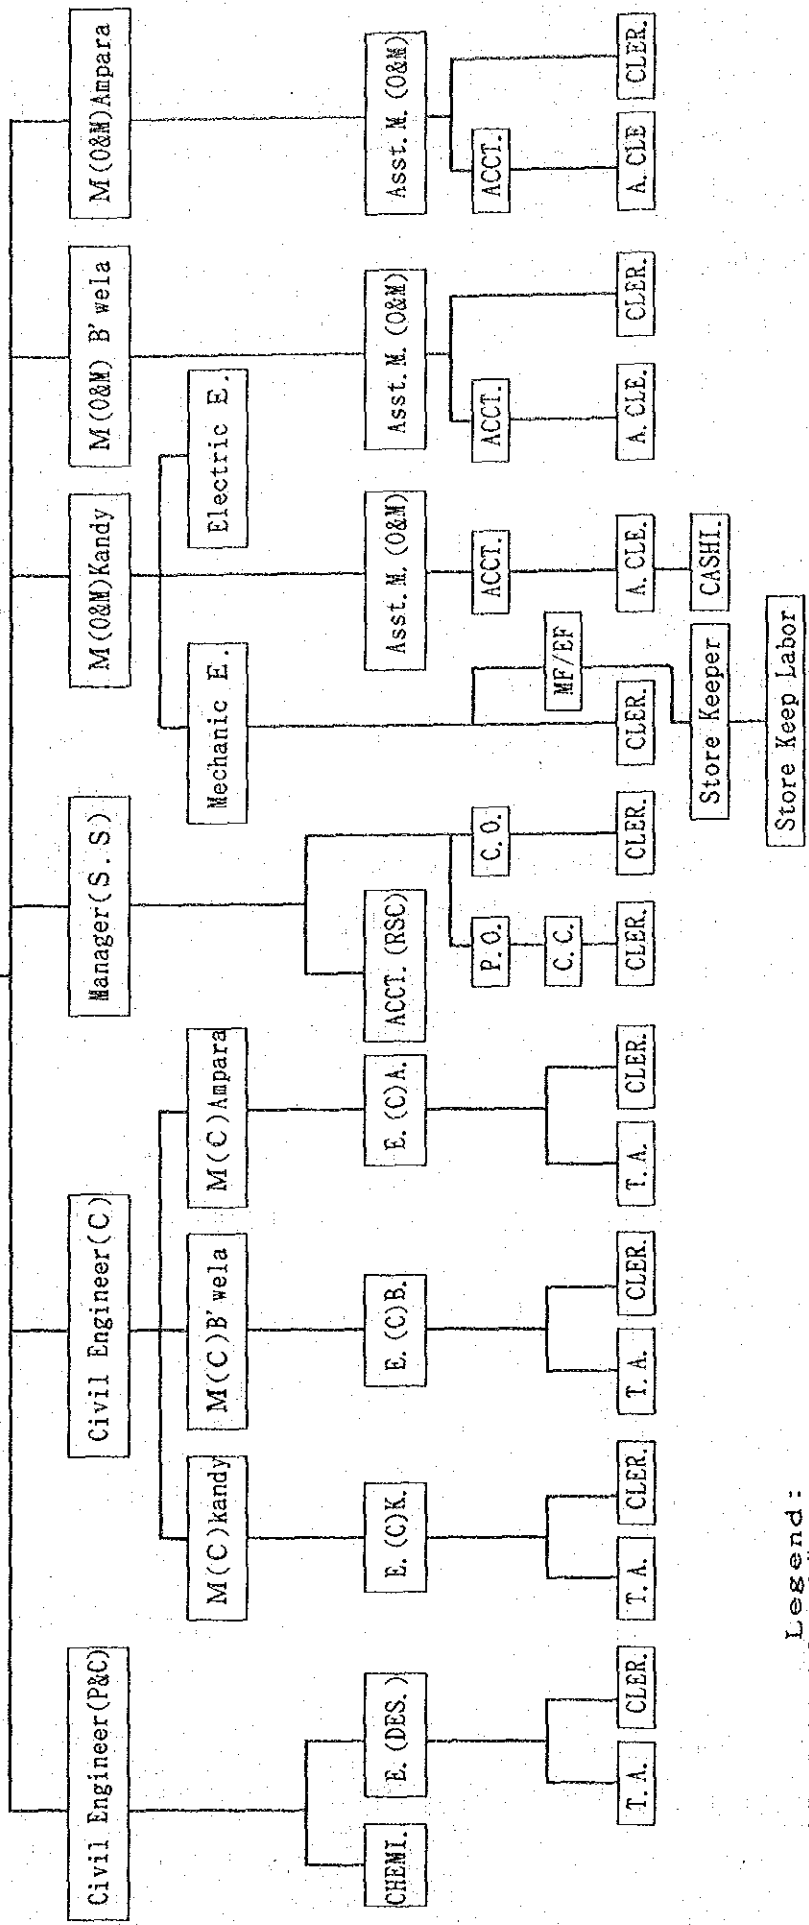 Civil Engineer(P&C)
Civil Engineer(C)
Manager(S.S)
M(O&M)Kandy
M(O&M) B'wela
M(O&M)Ampara
M(C)kandy
M(C)B'wela
M(C)Ampara
Mechanic E.
Electric E.
CHEMI.
E.(DES.)
E.(C)K.
E.(C)B.
E.(C)A.
ACCT.(RSC)
Asst.M.(O&M)
Asst.M.(O&M)
Asst.M.(O&M)
P.O.
C.O.
ACCT.
ACCT.
ACCT.
C.C.
MF/EF
T.A.
CLER.
T.A.
CLER.
T.A.
CLER.
T.A.
CLER.
CLER.
CLER.
CLER.
A.CLE.
A.CLE.
CLER.
A.CLE
CLER.
Store Keeper
CASHI.
Store Keep Labor
Legend: